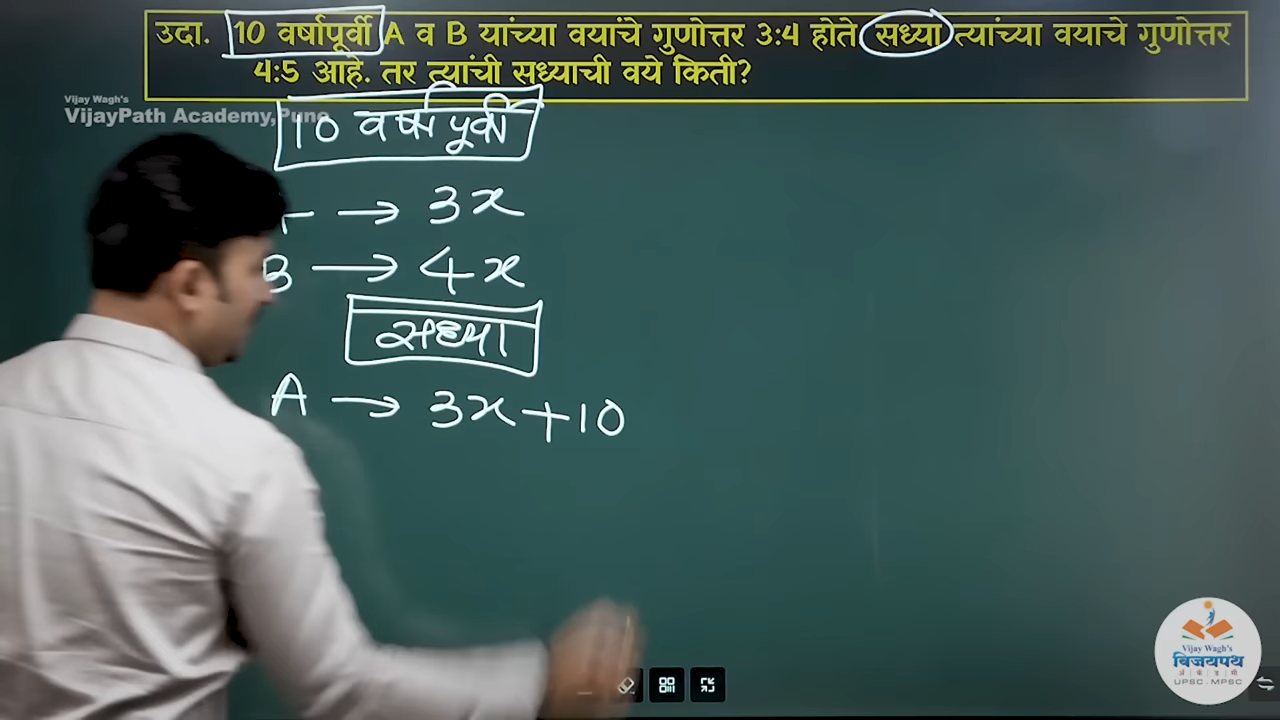 उदा. 10 वर्षापूर्वी A व B यांच्या वयांचे गुणोत्तर 3:4 होते सध्या त्यांच्या वयाचे गुणोत्तर
4:5 आहे. तर त्यांची सध्याची वये किती?
Vijay Wagh's
VijayPath Academy,Pune
10 वर्षापूर्वी
→ 3x
B → 4x
सध्या
A → 3x+10
Vijay Wagh's
विजयपथ
UPSC-MPSC